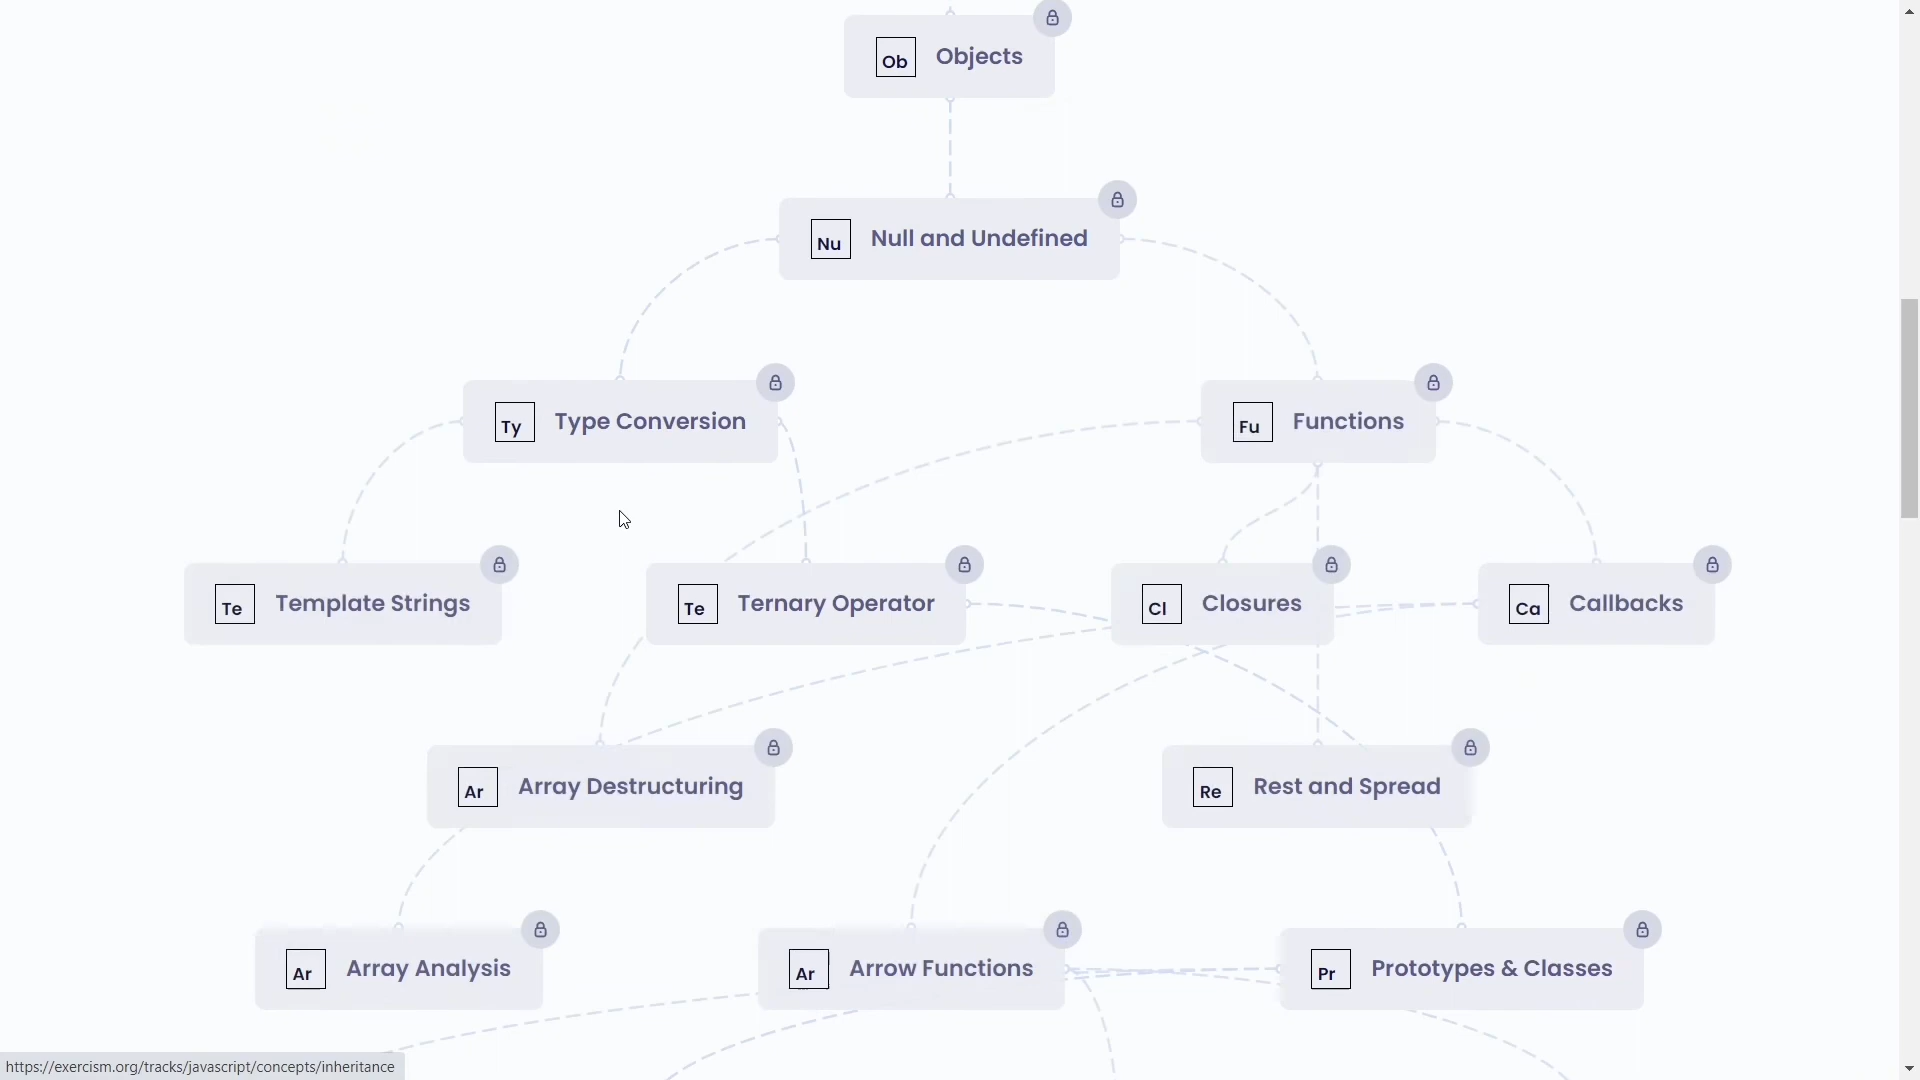 Ob Objects
Nu Null and Undefined
Ty Type Conversion
Fu Functions
Te Template Strings
Te Ternary Operator
Cl Closures
Ca Callbacks
Ar Array Destructuring
Re Rest and Spread
Ar Array Analysis
Ar Arrow Functions
Pr Prototypes & Classes
https://exercism.org/tracks/javascript/concepts/inheritance